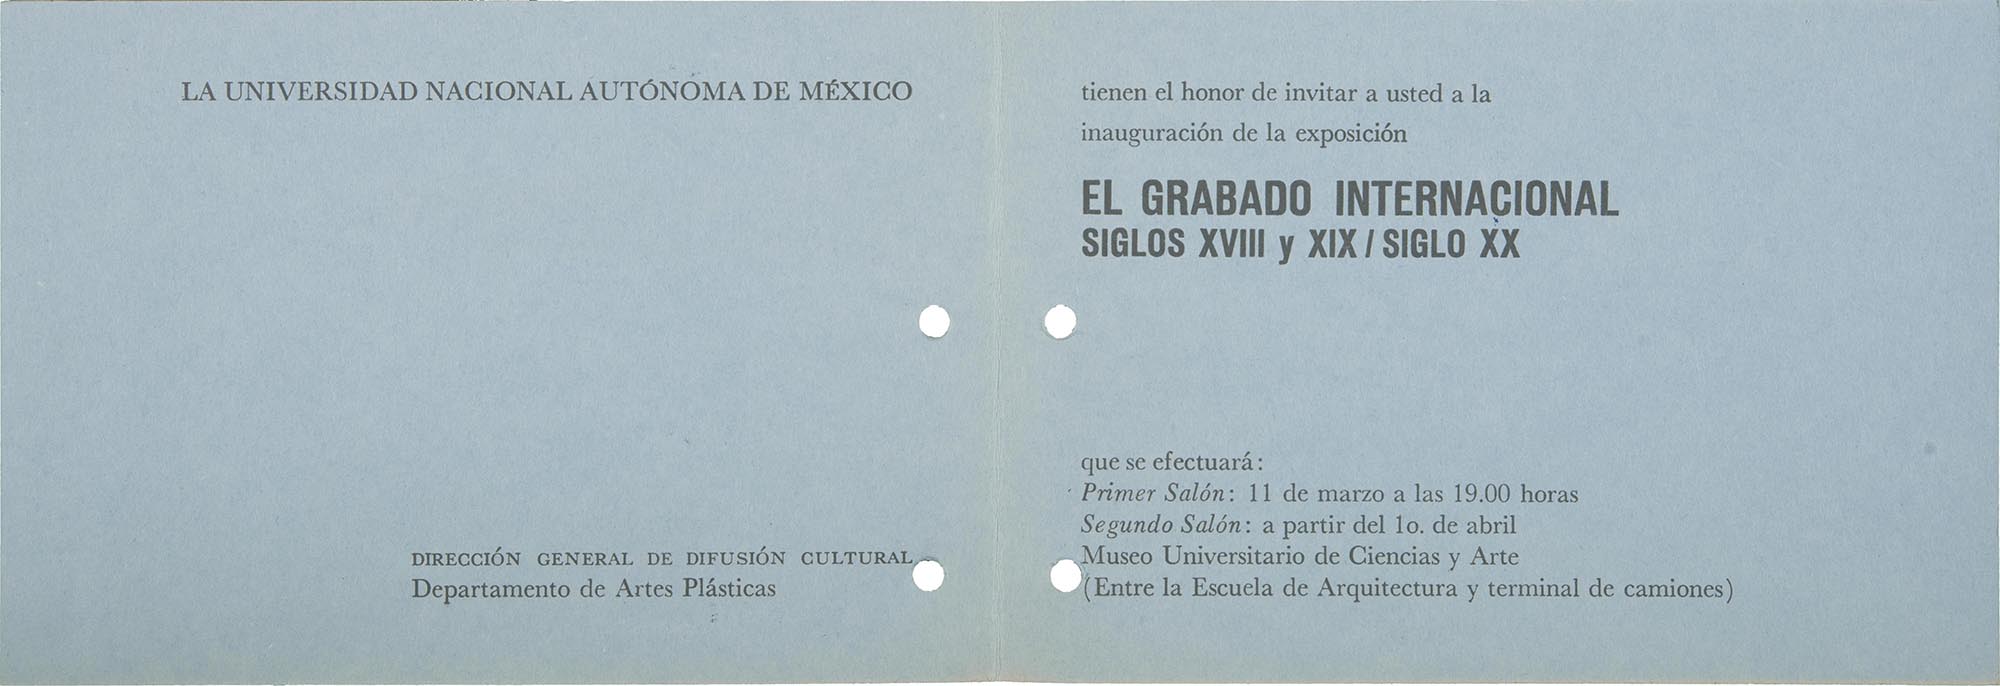 LA UNIVERSIDAD NACIONAL AUTÓNOMA DE MÉXICO
DIRECCIÓN GENERAL DE DIFUSIÓN CULTURAL
Departamento de Artes Plásticas
tienen el honor de invitar a usted a la
inauguración de la exposición
EL GRABADO INTERNACIONAL
SIGLOS XVIII y XIX / SIGLO XX
que se efectuará:
Primer Salón: 11 de marzo a las 19.00 horas
Segundo Salón: a partir del 1o. de abril
Museo Universitario de Ciencias y Arte
(Entre la Escuela de Arquitectura y terminal de camiones)